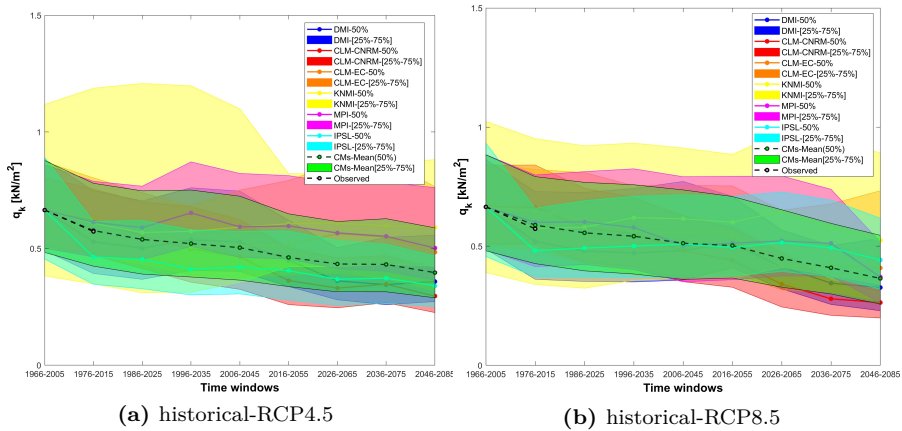 1.5
1
0.5
0
q_k [kN/m²]
DMI-50%
DMI-[25%-75%]
CLM-CNRM-50%
CLM-CNRM-[25%-75%]
CLM-EC-50%
CLM-EC-[25%-75%]
KNMI-50%
KNMI-[25%-75%]
MPI-50%
MPI-[25%-75%]
IPSL-50%
IPSL-[25%-75%]
CMs-Mean(50%)
CMs-Mean[25%-75%]
Observed
1966-2005 1976-2015 1986-2025 1996-2035 2006-2045 2016-2055 2026-2065 2036-2075 2046-2085
Time windows
(a) historical-RCP4.5
1.5
1
0.5
0
q_k [kN/m²]
DMI-50%
DMI-[25%-75%]
CLM-CNRM-50%
CLM-CNRM-[25%-75%]
CLM-EC-50%
CLM-EC-[25%-75%]
KNMI-50%
KNMI-[25%-75%]
MPI-50%
MPI-[25%-75%]
IPSL-50%
IPSL-[25%-75%]
CMs-Mean(50%)
CMs-Mean[25%-75%]
Observed
1966-2005 1976-2015 1986-2025 1996-2035 2006-2045 2016-2055 2026-2065 2036-2075 2046-2085
Time windows
(b) historical-RCP8.5